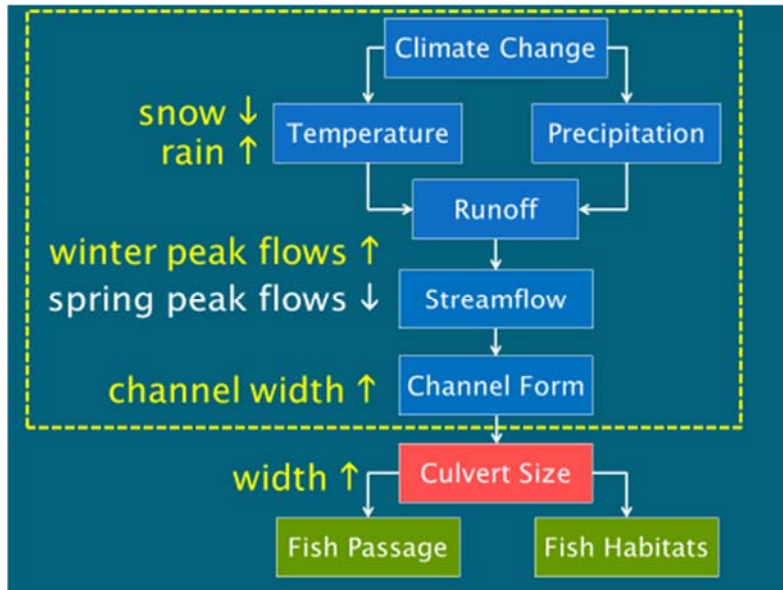 Climate Change
snow ↓
rain ↑
Temperature
Precipitation
Runoff
winter peak flows ↑
spring peak flows ↓
Streamflow
channel width ↑
Channel Form
width ↑
Culvert Size
Fish Passage
Fish Habitats